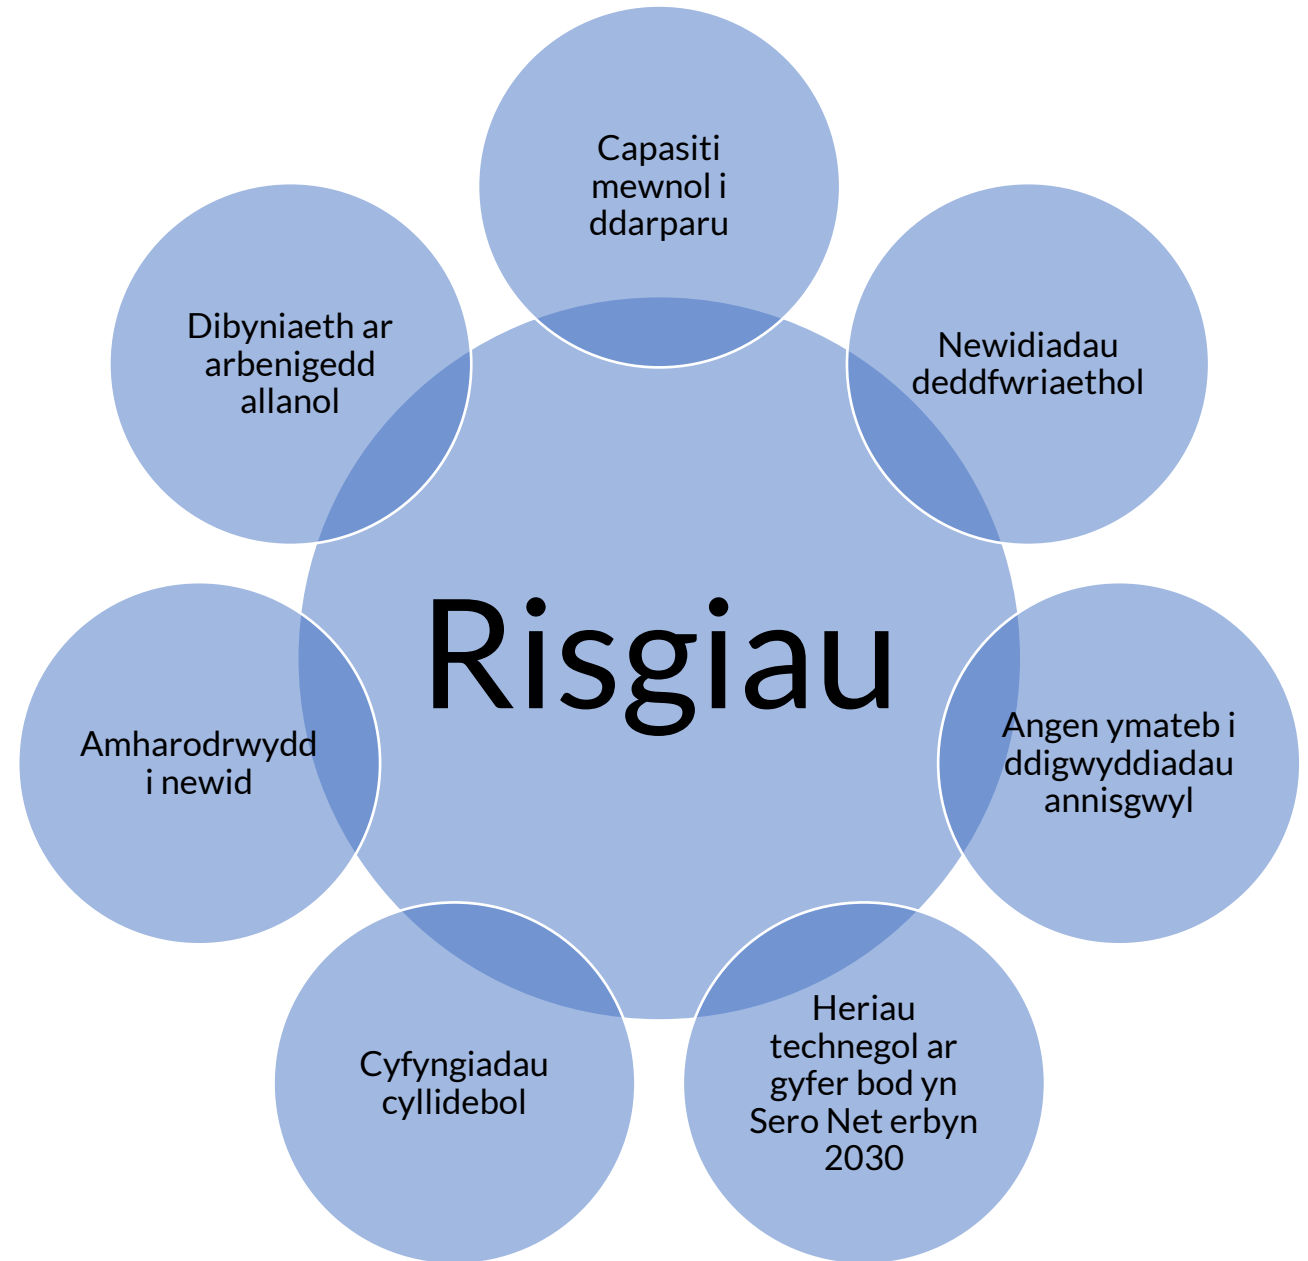 Capasiti
mewnol i
ddarparu
Newidiadau
deddfwriaethol
Angen ymateb i
ddigwyddiadau
annisgwyl
Heriau
technegol ar
gyfer bod yn
Sero Net erbyn
2030
Cyfyngiadau
cyllidebol
Amharodrwydd
i newid
Dibyniaeth ar
arbenigedd
allanol
Risgiau